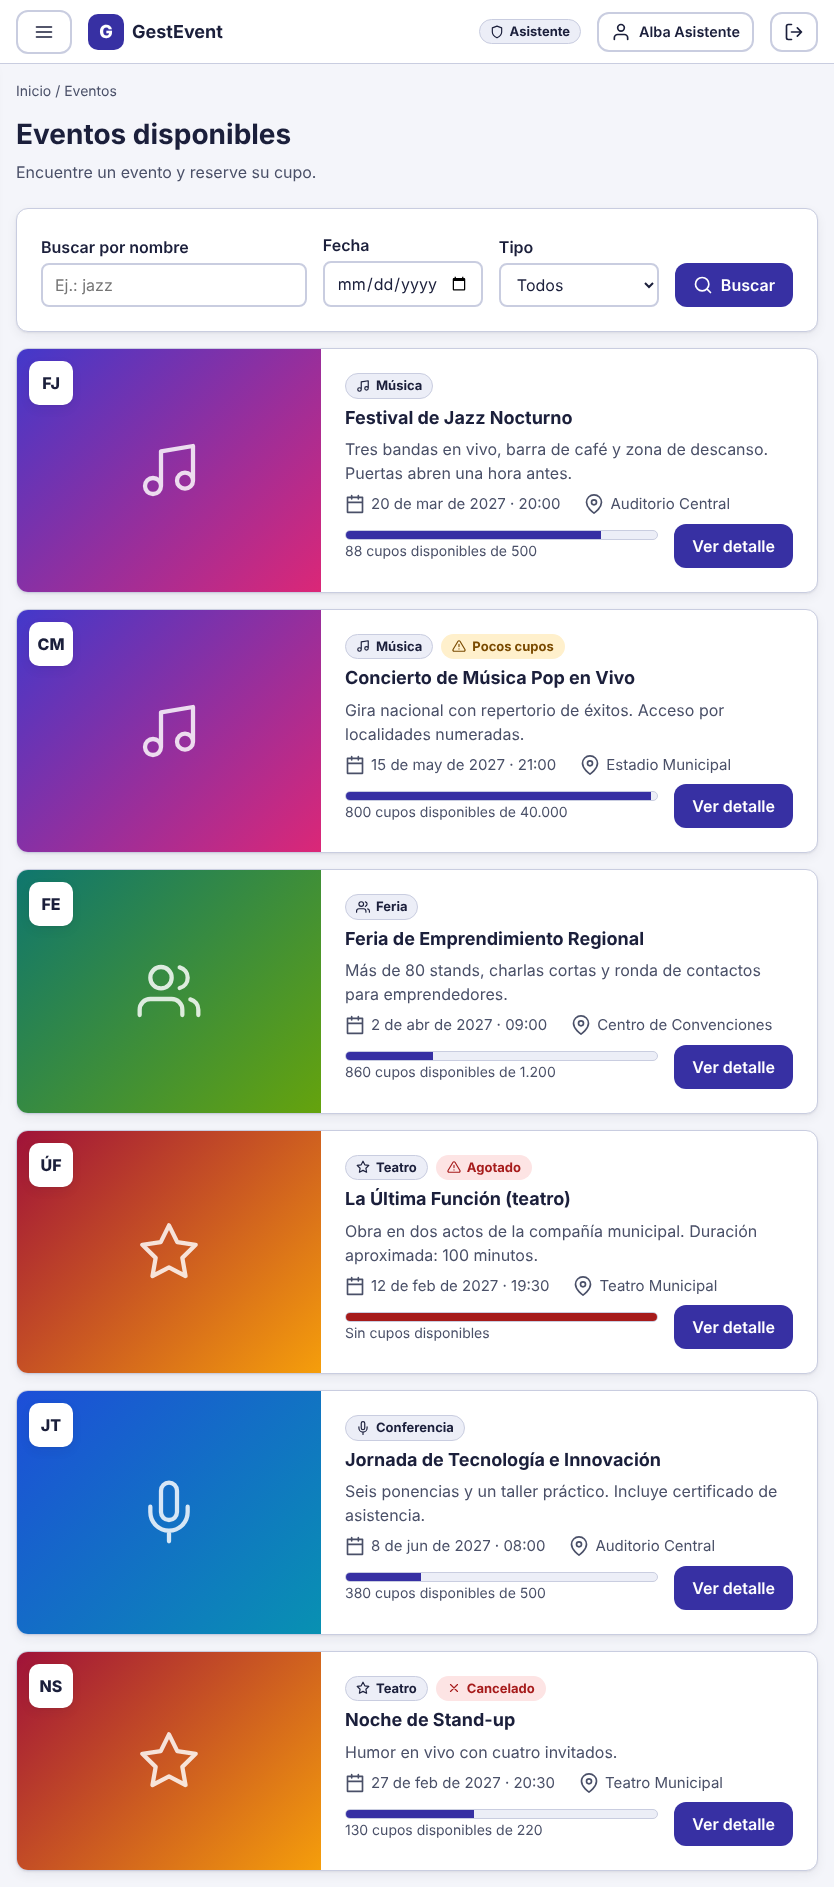 G GestEvent
Asistente
Alba Asistente
Inicio / Eventos
Eventos disponibles
Encuentre un evento y reserve su cupo.
Buscar por nombre
Ej.: jazz
Fecha
mm/dd/yyyy
Tipo
Todos
Buscar
FJ
Música
Festival de Jazz Nocturno
Tres bandas en vivo, barra de café y zona de descanso.
Puertas abren una hora antes.
20 de mar de 2027 · 20:00 Auditorio Central
88 cupos disponibles de 500
Ver detalle
CM
Música Pocos cupos
Concierto de Música Pop en Vivo
Gira nacional con repertorio de éxitos. Acceso por
localidades numeradas.
15 de may de 2027 · 21:00 Estadio Municipal
800 cupos disponibles de 40.000
Ver detalle
FE
Feria
Feria de Emprendimiento Regional
Más de 80 stands, charlas cortas y ronda de contactos
para emprendedores.
2 de abr de 2027 · 09:00 Centro de Convenciones
860 cupos disponibles de 1.200
Ver detalle
ÚF
Teatro Agotado
La Última Función (teatro)
Obra en dos actos de la compañía municipal. Duración
aproximada: 100 minutos.
12 de feb de 2027 · 19:30 Teatro Municipal
Sin cupos disponibles
Ver detalle
JT
Conferencia
Jornada de Tecnología e Innovación
Seis ponencias y un taller práctico. Incluye certificado de
asistencia.
8 de jun de 2027 · 08:00 Auditorio Central
380 cupos disponibles de 500
Ver detalle
NS
Teatro Cancelado
Noche de Stand-up
Humor en vivo con cuatro invitados.
27 de feb de 2027 · 20:30 Teatro Municipal
130 cupos disponibles de 220
Ver detalle